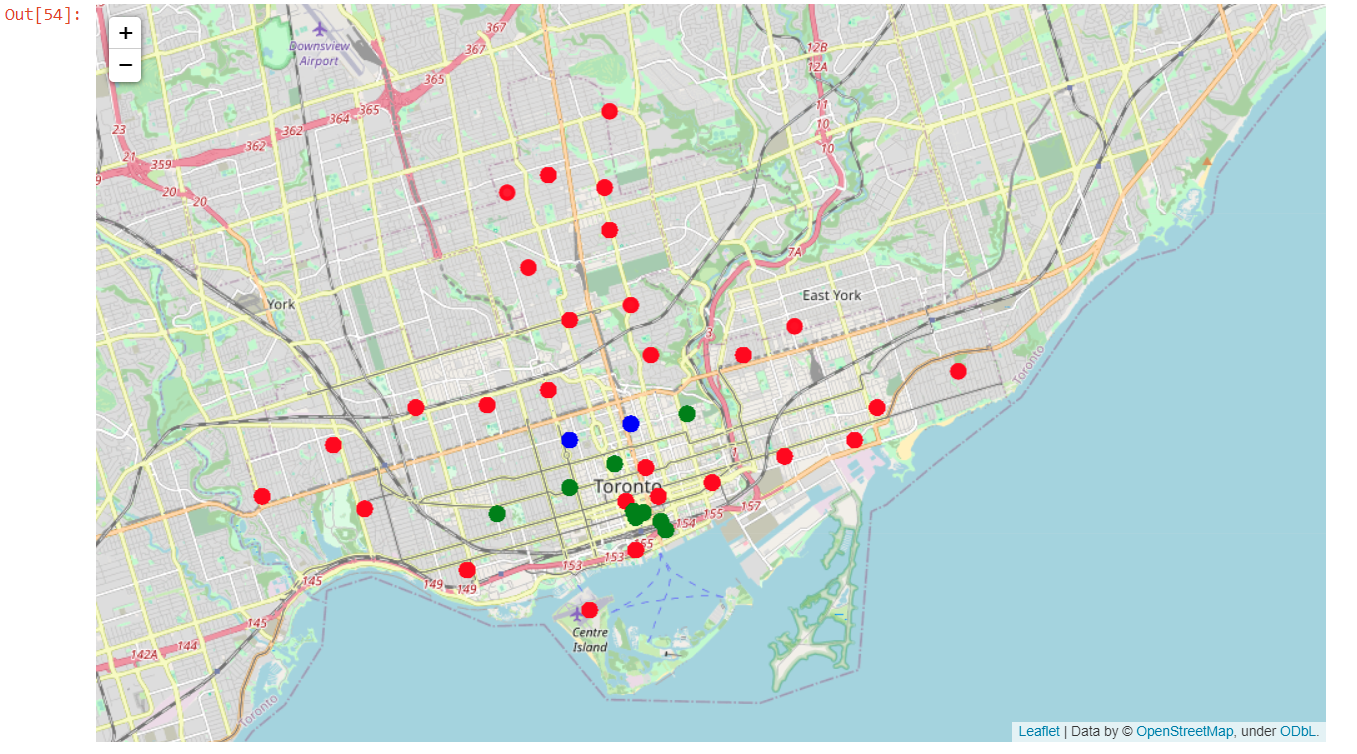 Out[54]:
+
−
Downsview
Airport
367
367
365
365
364
362
362
359
23
21
9
20
20
12B
12A
11
10
10
7A
York
East York
3
1
Toronto
Toronto
157
155
154
155
153
153
149
149
145
145
144
142A
Centre
Island
Toronto
Leaflet | Data by © OpenStreetMap, under ODbL.